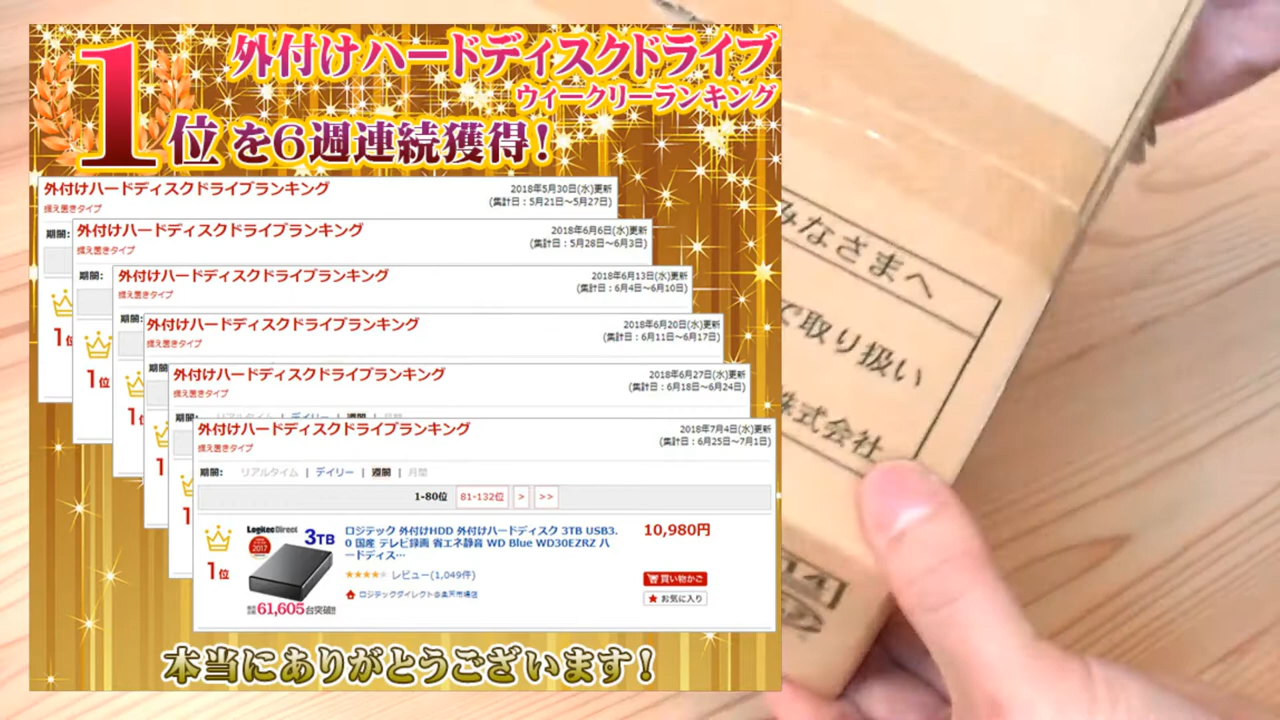 外付けハードディスクドライブ
ウィークリーランキング
1位を6週連続獲得!
外付けハードディスクドライブランキング
2018年5月30日(水)更新
据え置きタイプ
(集計日：5月21日～5月27日)
期間:
1位
外付けハードディスクドライブランキング
2018年6月6日(水)更新
据え置きタイプ
(集計日：5月28日～6月3日)
期間:
1位
外付けハードディスクドライブランキング
2018年6月13日(水)更新
据え置きタイプ
(集計日：6月4日～6月10日)
期間:
1
外付けハードディスクドライブランキング
2018年6月20日(水)更新
据え置きタイプ
(集計日：6月11日～6月17日)
期間
1
外付けハードディスクドライブランキング
2018年6月27日(水)更新
据え置きタイプ
(集計日：6月18日～6月24日)
期間:
1
外付けハードディスクドライブランキング
2018年7月4日(水)更新
据え置きタイプ
(集計日：6月25日～7月1日)
期間: リアルタイム | デイリー | 週間 | 月間
1-80位 81-132位 > >>
1位
Logitec Direct
2017
3TB
61,605台突破!!
ロジテック 外付けHDD 外付けハードディスク 3TB USB3.
0 国産 テレビ録画 省エネ静音 WD Blue WD30EZRZ ハ
ードディス…
レビュー(1,049件)
ロジテックダイレクト@楽天市場店
10,980円
買い物かご
お気に入り
本当にありがとうございます!
みなさまへ
で取り扱い
株式会社